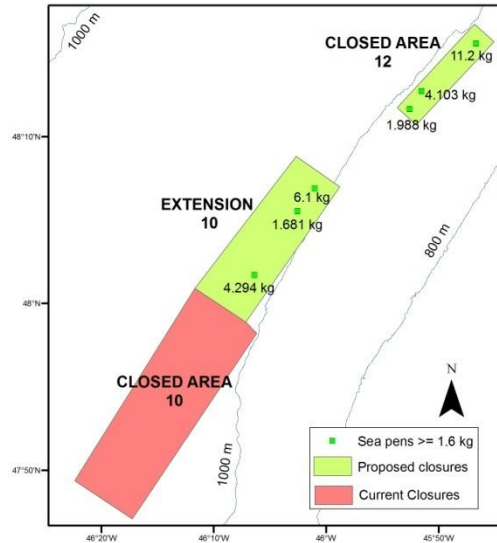 1000 m
CLOSED AREA
12
11.2 kg
4.103 kg
1.988 kg
48°10'N
EXTENSION
10
6.1 kg
1.681 kg
800 m
4.294 kg
48°N
CLOSED AREA
10
N
1000 m
47°50'N
Sea pens >= 1.6 kg
Proposed closures
Current Closures
46°20'W
46°10'W
46°W
45°50'W